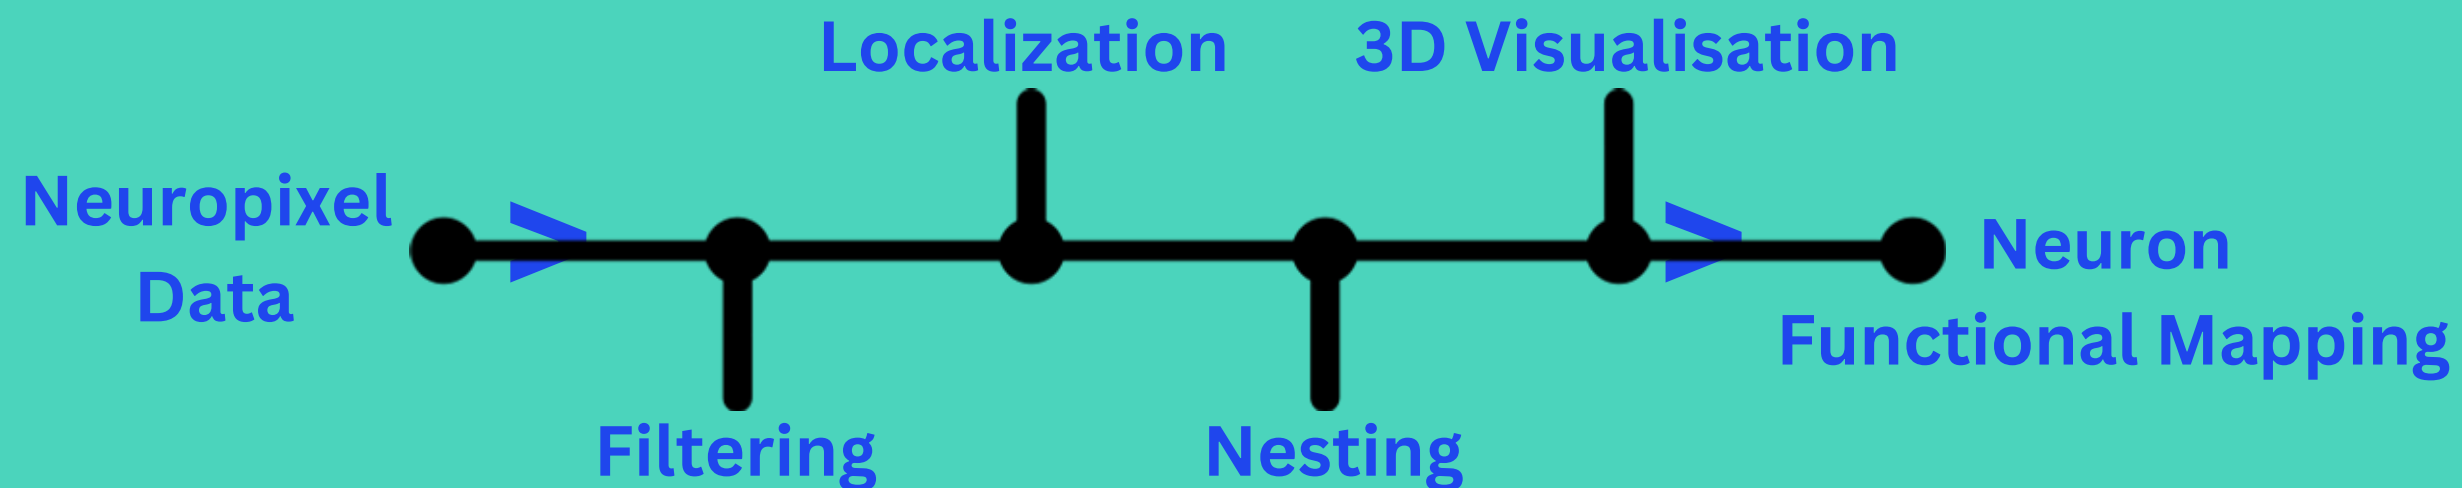 Localization
3D Visualisation
Neuropixel
Data
Neuron
Functional Mapping
Filtering
Nesting